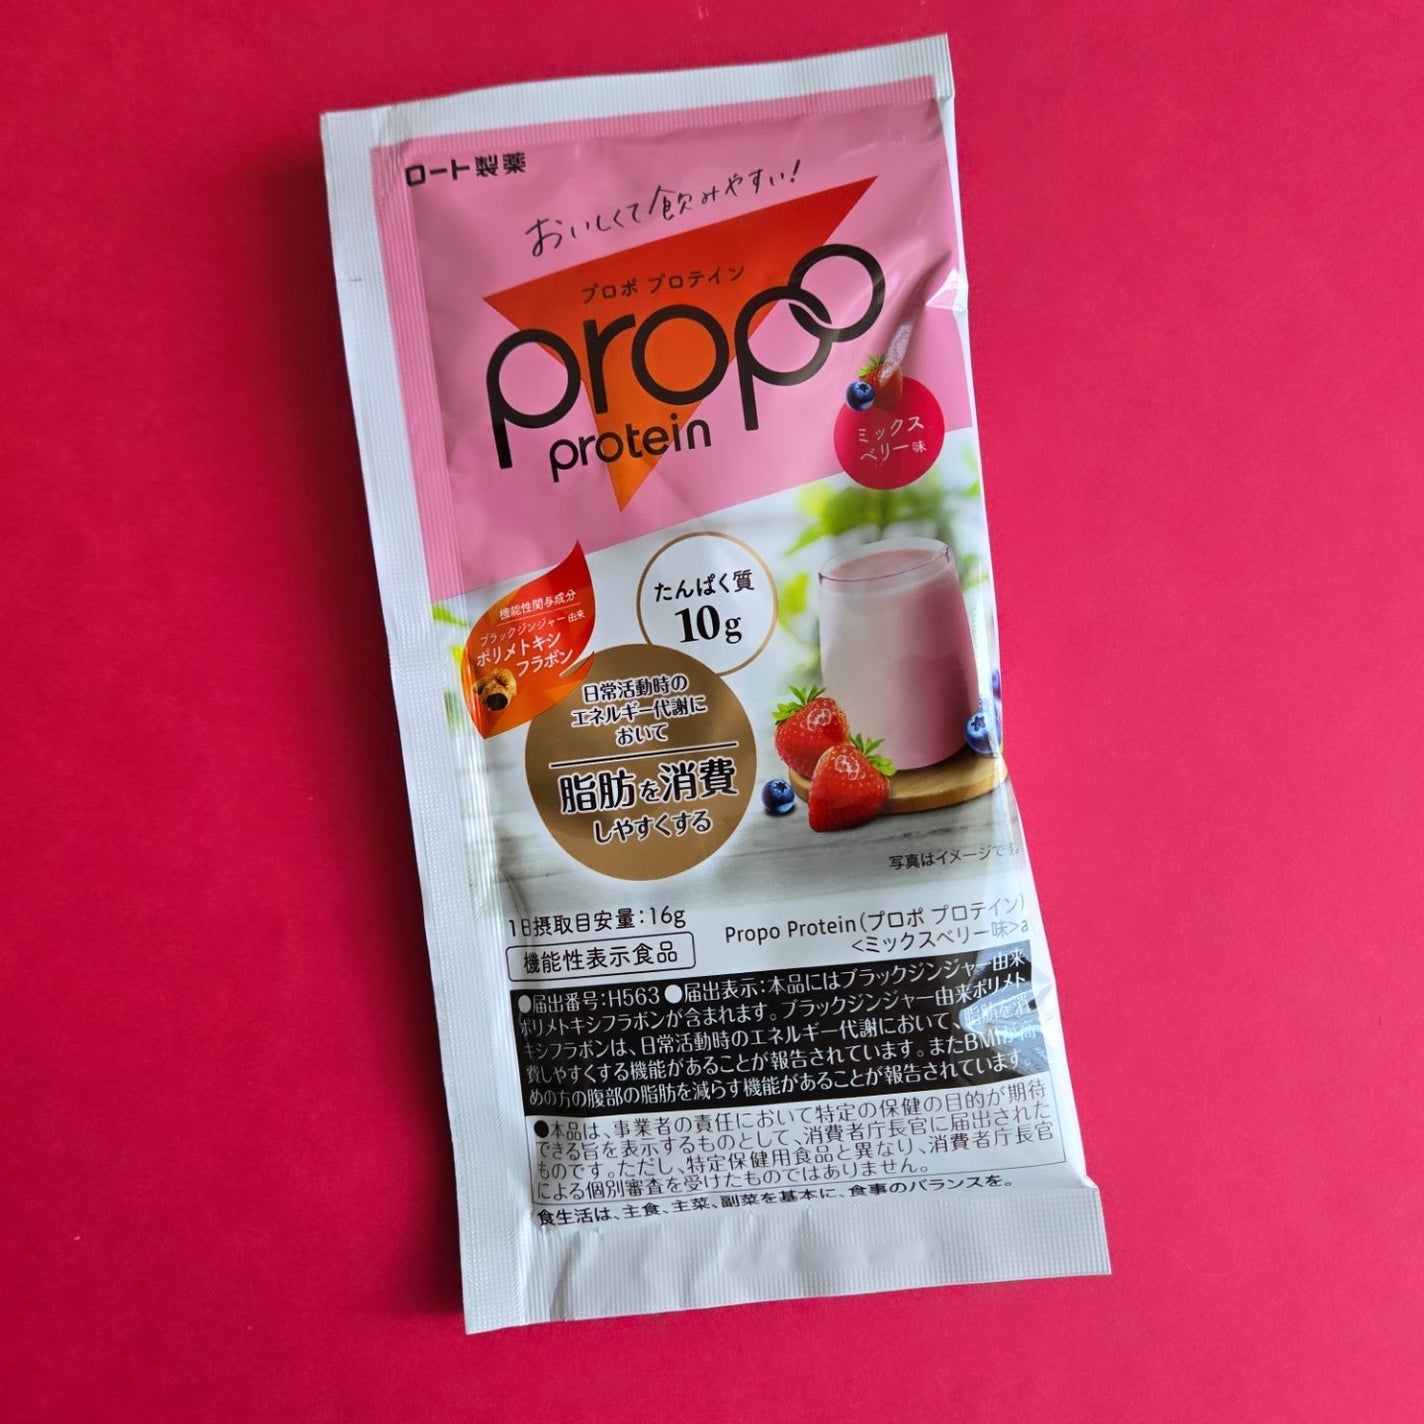 ロート製薬
おいしくて飲みやすい!
プロポ プロテイン
propo
protein
ミックス
ベリー味
たんぱく質
10g
機能性関与成分
ブラックジンジャー由来
ポリメトキシ
フラボン
日常活動時の
エネルギー代謝に
おいて
脂肪を消費
しやすくする
写真はイメージです。
1日摂取目安量:16g
機能性表示食品
Propo Protein(プロポ プロテイン)
<ミックスベリー味>a
●届出番号:H563 ●届出表示:本品にはブラックジンジャー由来
ポリメトキシフラボンが含まれます。ブラックジンジャー由来ポリメト
キシフラボンは、日常活動時のエネルギー代謝において、脂肪を消
費しやすくする機能があることが報告されています。またBMIが高
めの方の腹部の脂肪を減らす機能があることが報告されています。
●本品は、事業者の責任において特定の保健の目的が期待
できる旨を表示するものとして、消費者庁長官に届出された
ものです。ただし、特定保健用食品と異なり、消費者庁長官
による個別審査を受けたものではありません。
食生活は、主食、主菜、副菜を基本に、食事のバランスを。